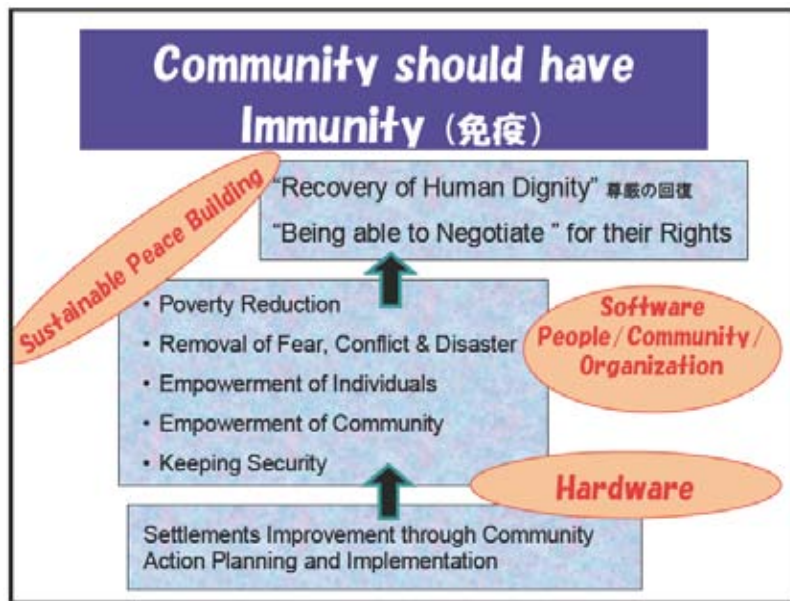 Community should have
Immunity (免疫)
Sustainable Peace Building
"Recovery of Human Dignity" 尊厳の回復
"Being able to Negotiate " for their Rights
• Poverty Reduction
• Removal of Fear, Conflict & Disaster
• Empowerment of Individuals
• Empowerment of Community
• Keeping Security
Software
People/Community/
Organization
Hardware
Settlements Improvement through Community
Action Planning and Implementation